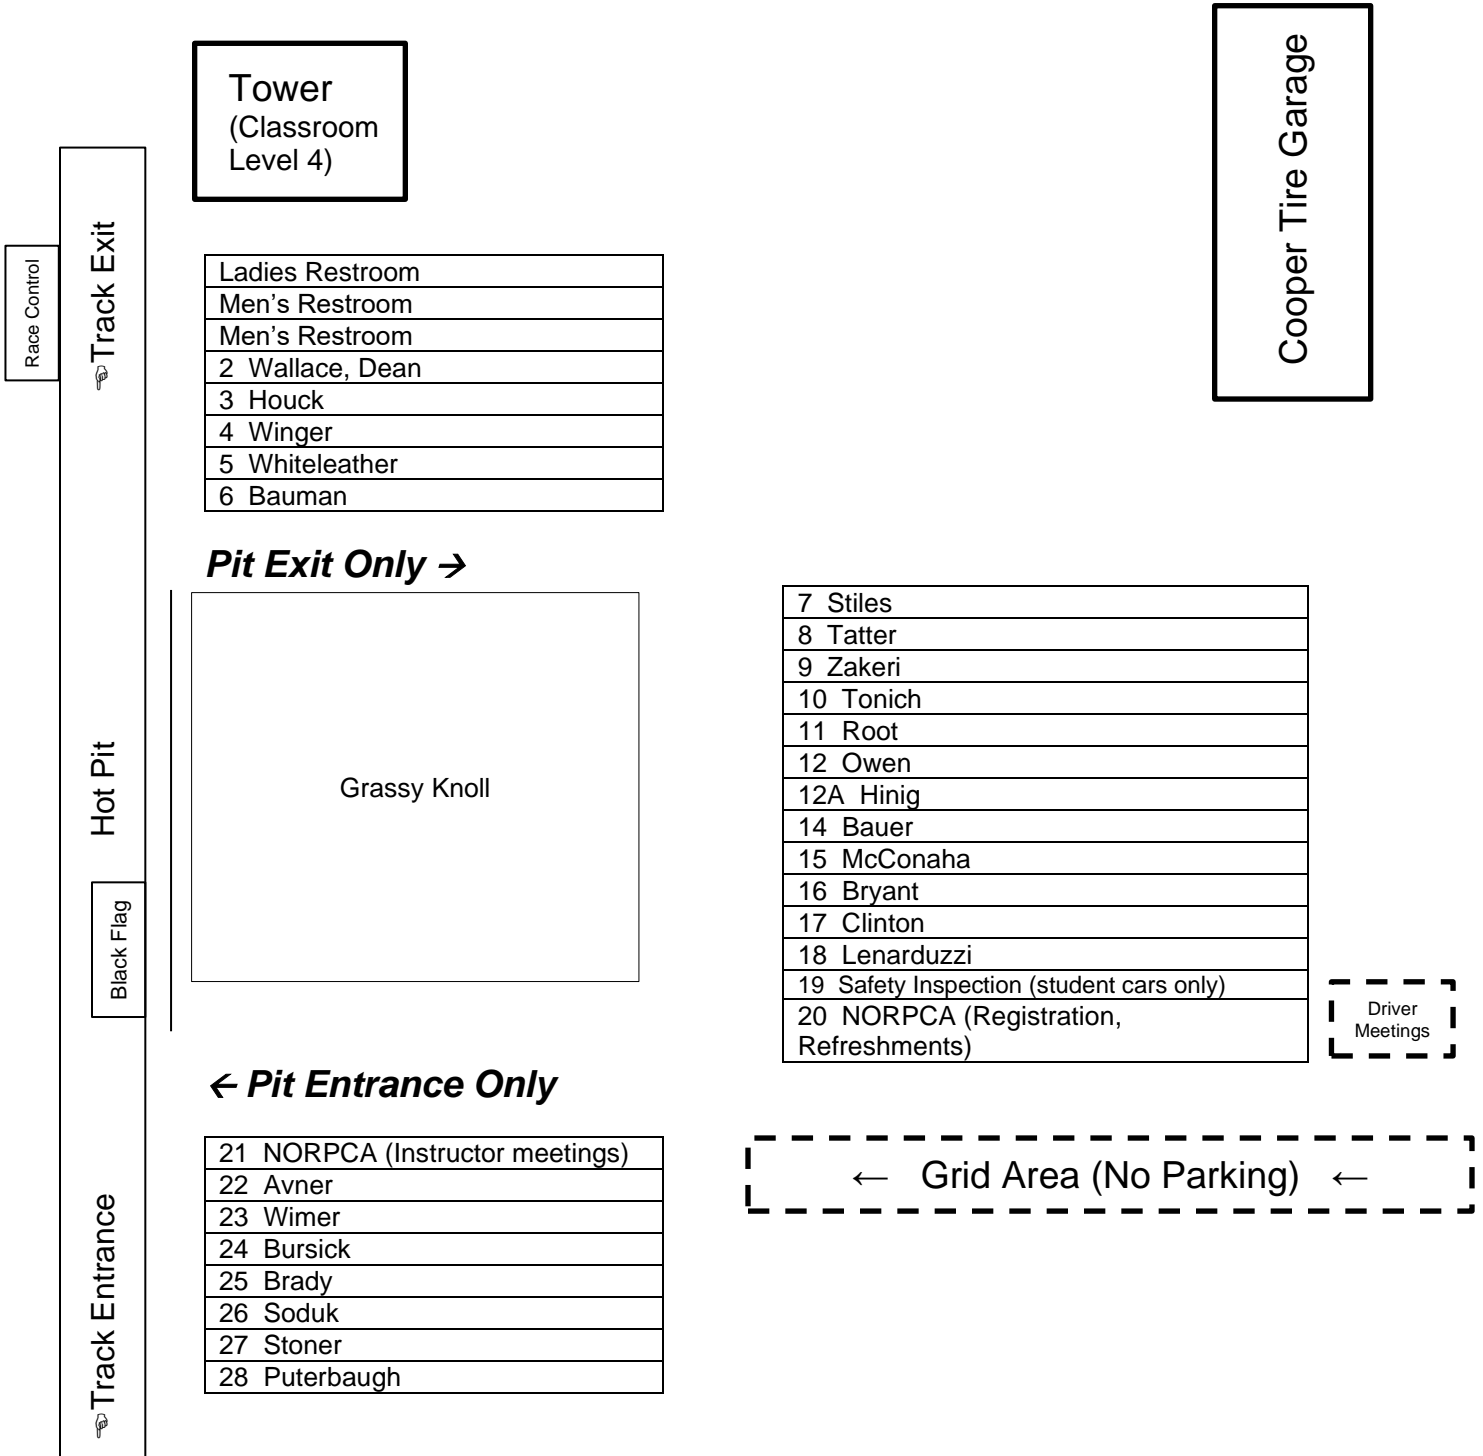 Tower
(Classroom
Level 4)
Cooper Tire Garage
Race Control
☜Track Exit
Ladies Restroom
Men’s Restroom
Men’s Restroom
2 Wallace, Dean
3 Houck
4 Winger
5 Whiteleather
6 Bauman
Pit Exit Only →
Hot Pit
Grassy Knoll
Black Flag
7 Stiles
8 Tatter
9 Zakeri
10 Tonich
11 Root
12 Owen
12A Hinig
14 Bauer
15 McConaha
16 Bryant
17 Clinton
18 Lenarduzzi
19 Safety Inspection (student cars only)
20 NORPCA (Registration,
Refreshments)
Driver
Meetings
← Pit Entrance Only
21 NORPCA (Instructor meetings)
22 Avner
23 Wimer
24 Bursick
25 Brady
26 Soduk
27 Stoner
28 Puterbaugh
← Grid Area (No Parking) ←
☜Track Entrance